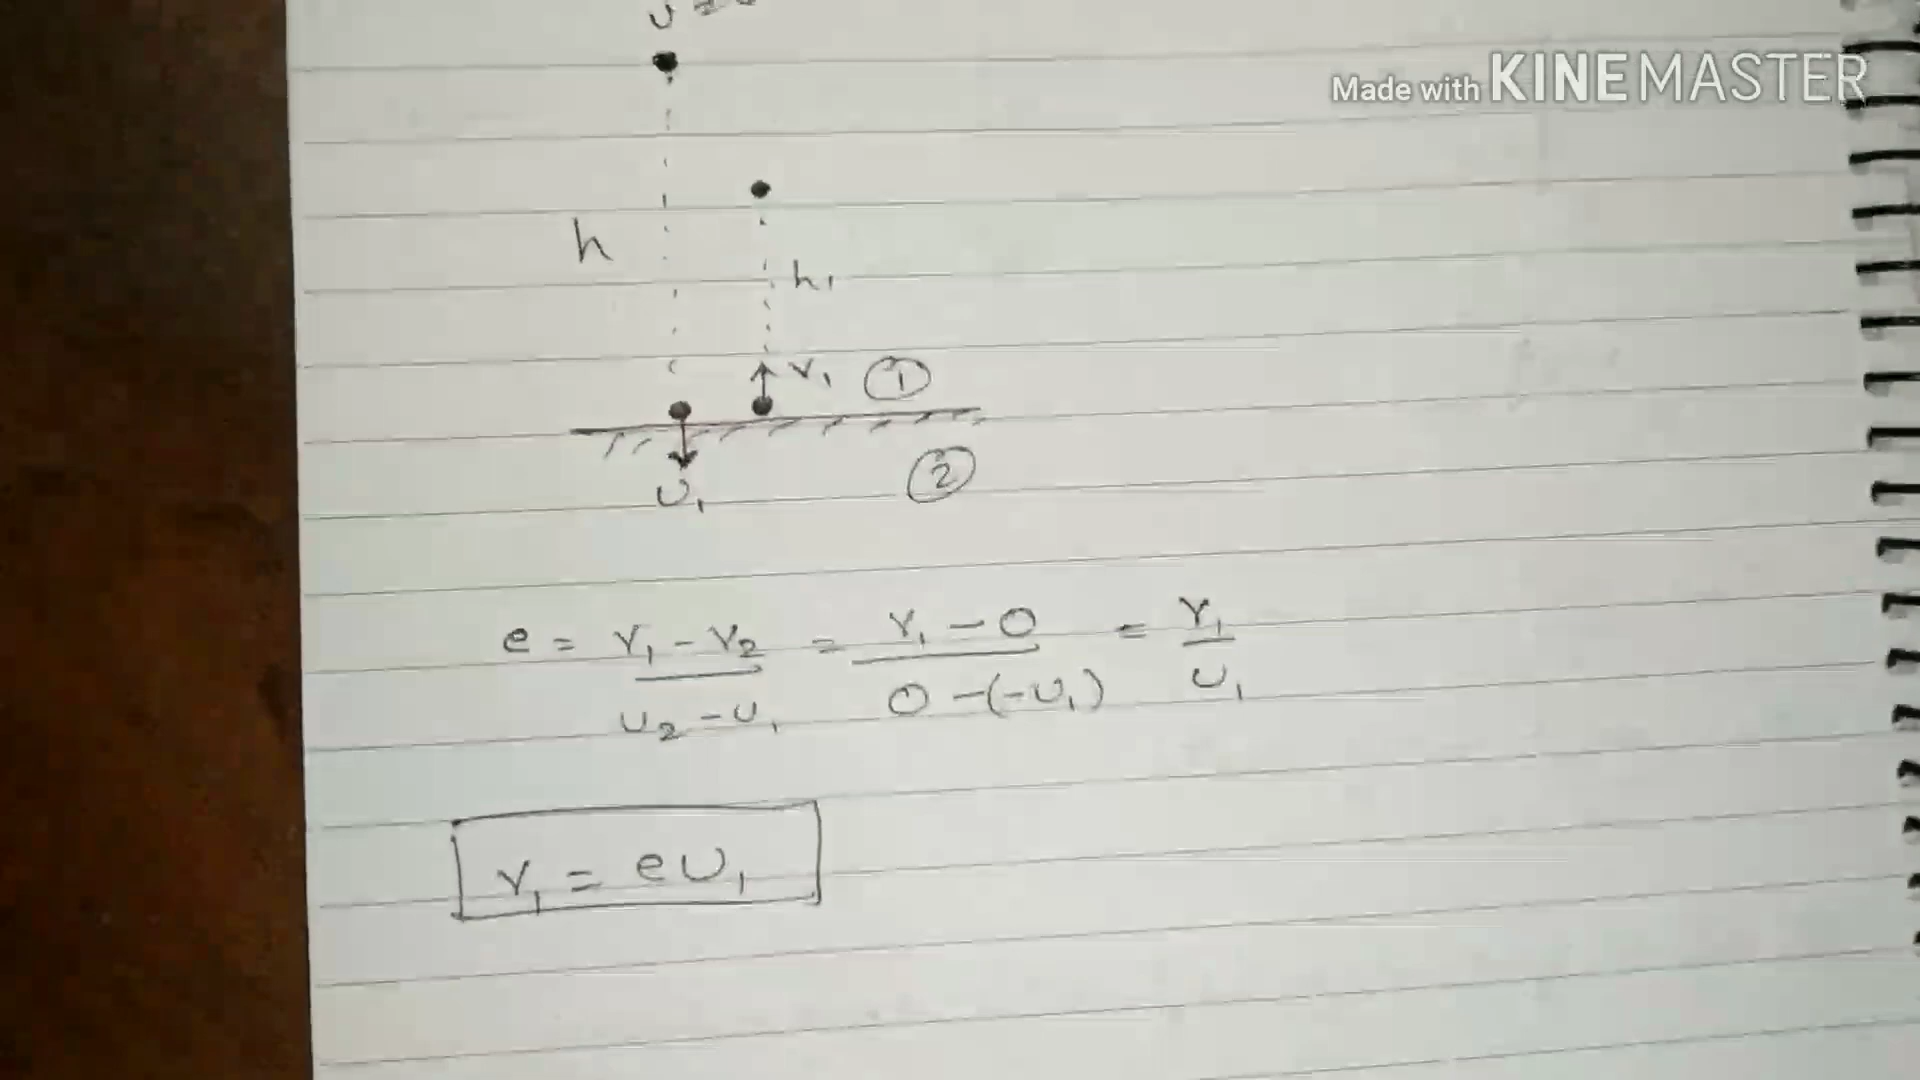 Made with KINEMASTER
h
h₁
v₁ ①
②
u₁
e = v₁ - v₂ / u₂ - u₁ = v₁ - 0 / 0 - (-u₁) = v₁ / u₁
v₁ = eu₁